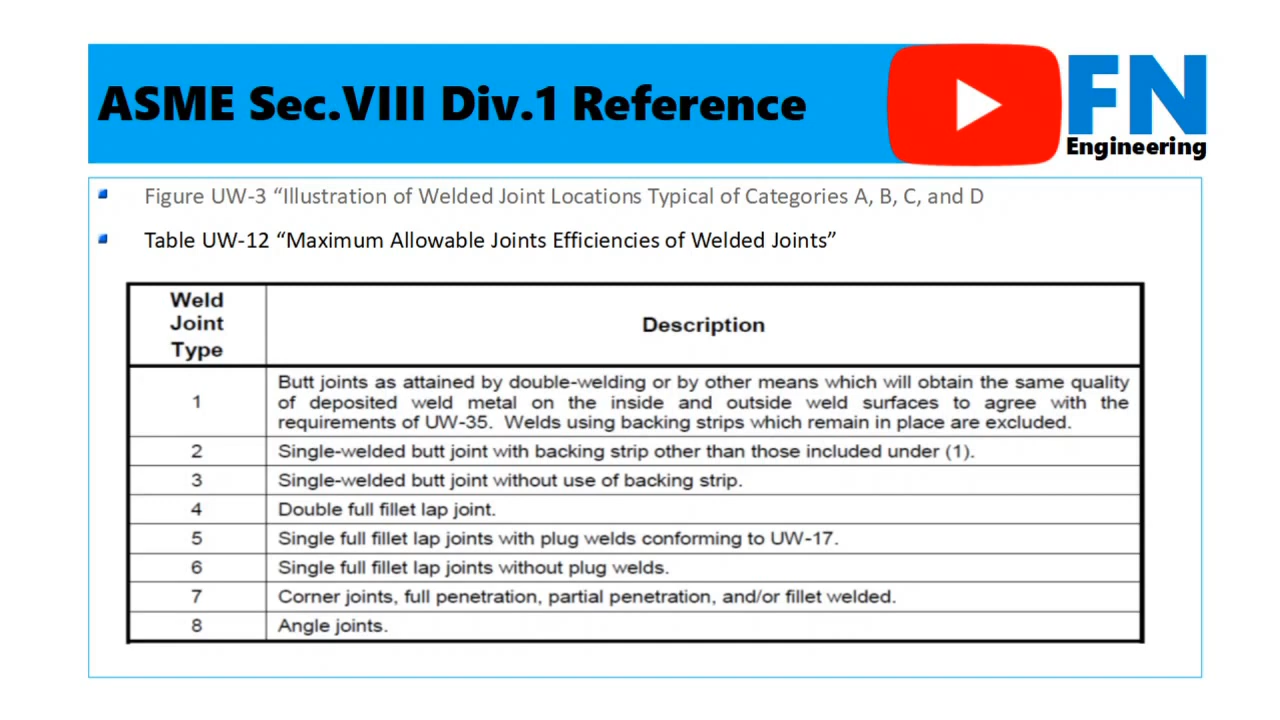 ASME Sec.VIII Div.1 Reference
FN
Engineering
Figure UW-3 “Illustration of Welded Joint Locations Typical of Categories A, B, C, and D
Table UW-12 “Maximum Allowable Joints Efficiencies of Welded Joints”
Weld
Joint
Type
Description
1
Butt joints as attained by double-welding or by other means which will obtain the same quality
of deposited weld metal on the inside and outside weld surfaces to agree with the
requirements of UW-35. Welds using backing strips which remain in place are excluded.
2
Single-welded butt joint with backing strip other than those included under (1).
3
Single-welded butt joint without use of backing strip.
4
Double full fillet lap joint.
5
Single full fillet lap joints with plug welds conforming to UW-17.
6
Single full fillet lap joints without plug welds.
7
Corner joints, full penetration, partial penetration, and/or fillet welded.
8
Angle joints.